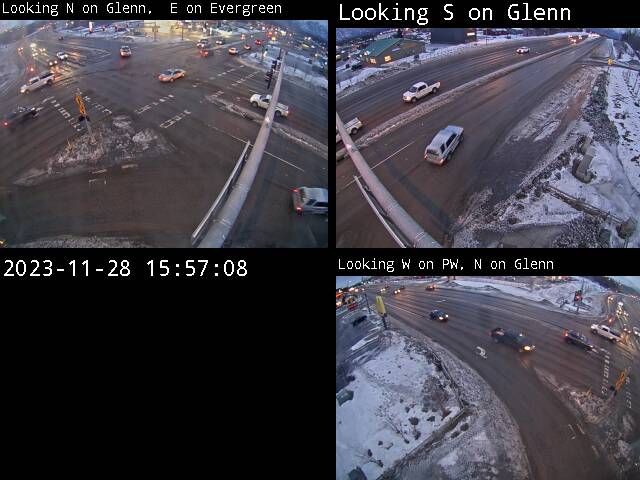 Looking N on Glenn, E on Evergreen
Looking S on Glenn
2023-11-28 15:57:08
Looking W on PW, N on Glenn